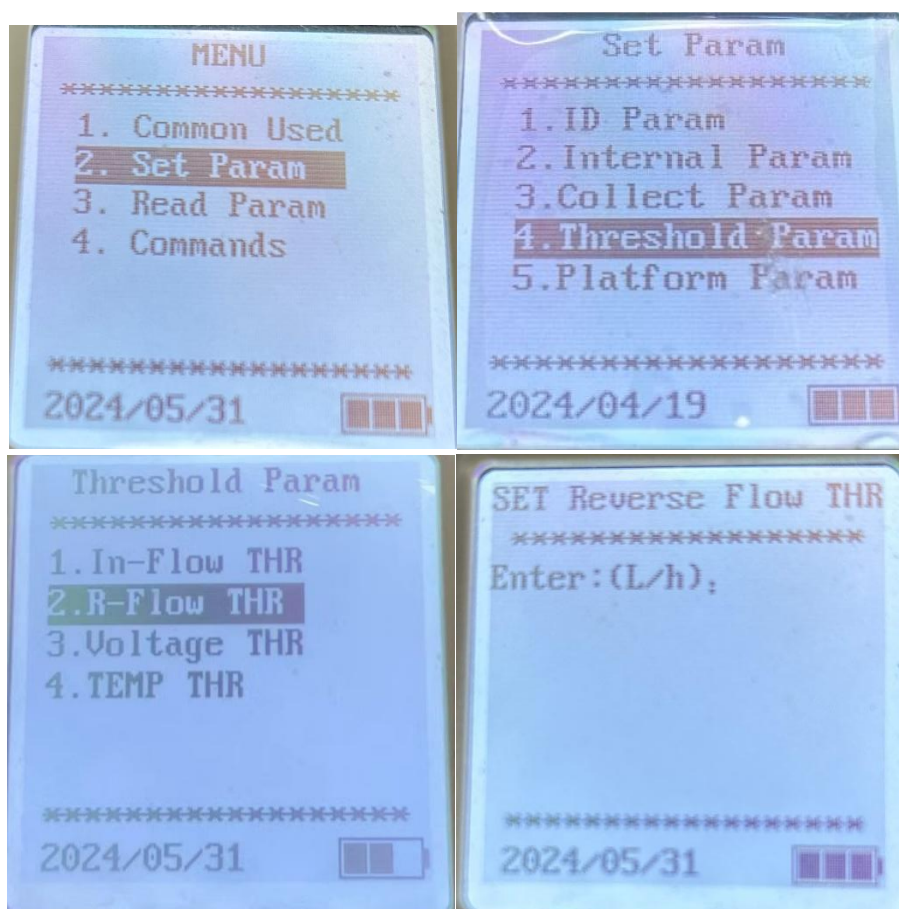 MENU
******************
1. Common Used
2. Set Param
3. Read Param
4. Commands
*******************
2024/05/31
Set Param
*******************
1.ID Param
2.Internal Param
3.Collect Param
4.Threshold Param
5.Platform Param
*******************
2024/04/19
Threshold Param
*******************
1.In-Flow THR
2.R-Flow THR
3.Voltage THR
4.TEMP THR
*******************
2024/05/31
SET Reverse Flow THR
******************
Enter:(L/h):
******************
2024/05/31